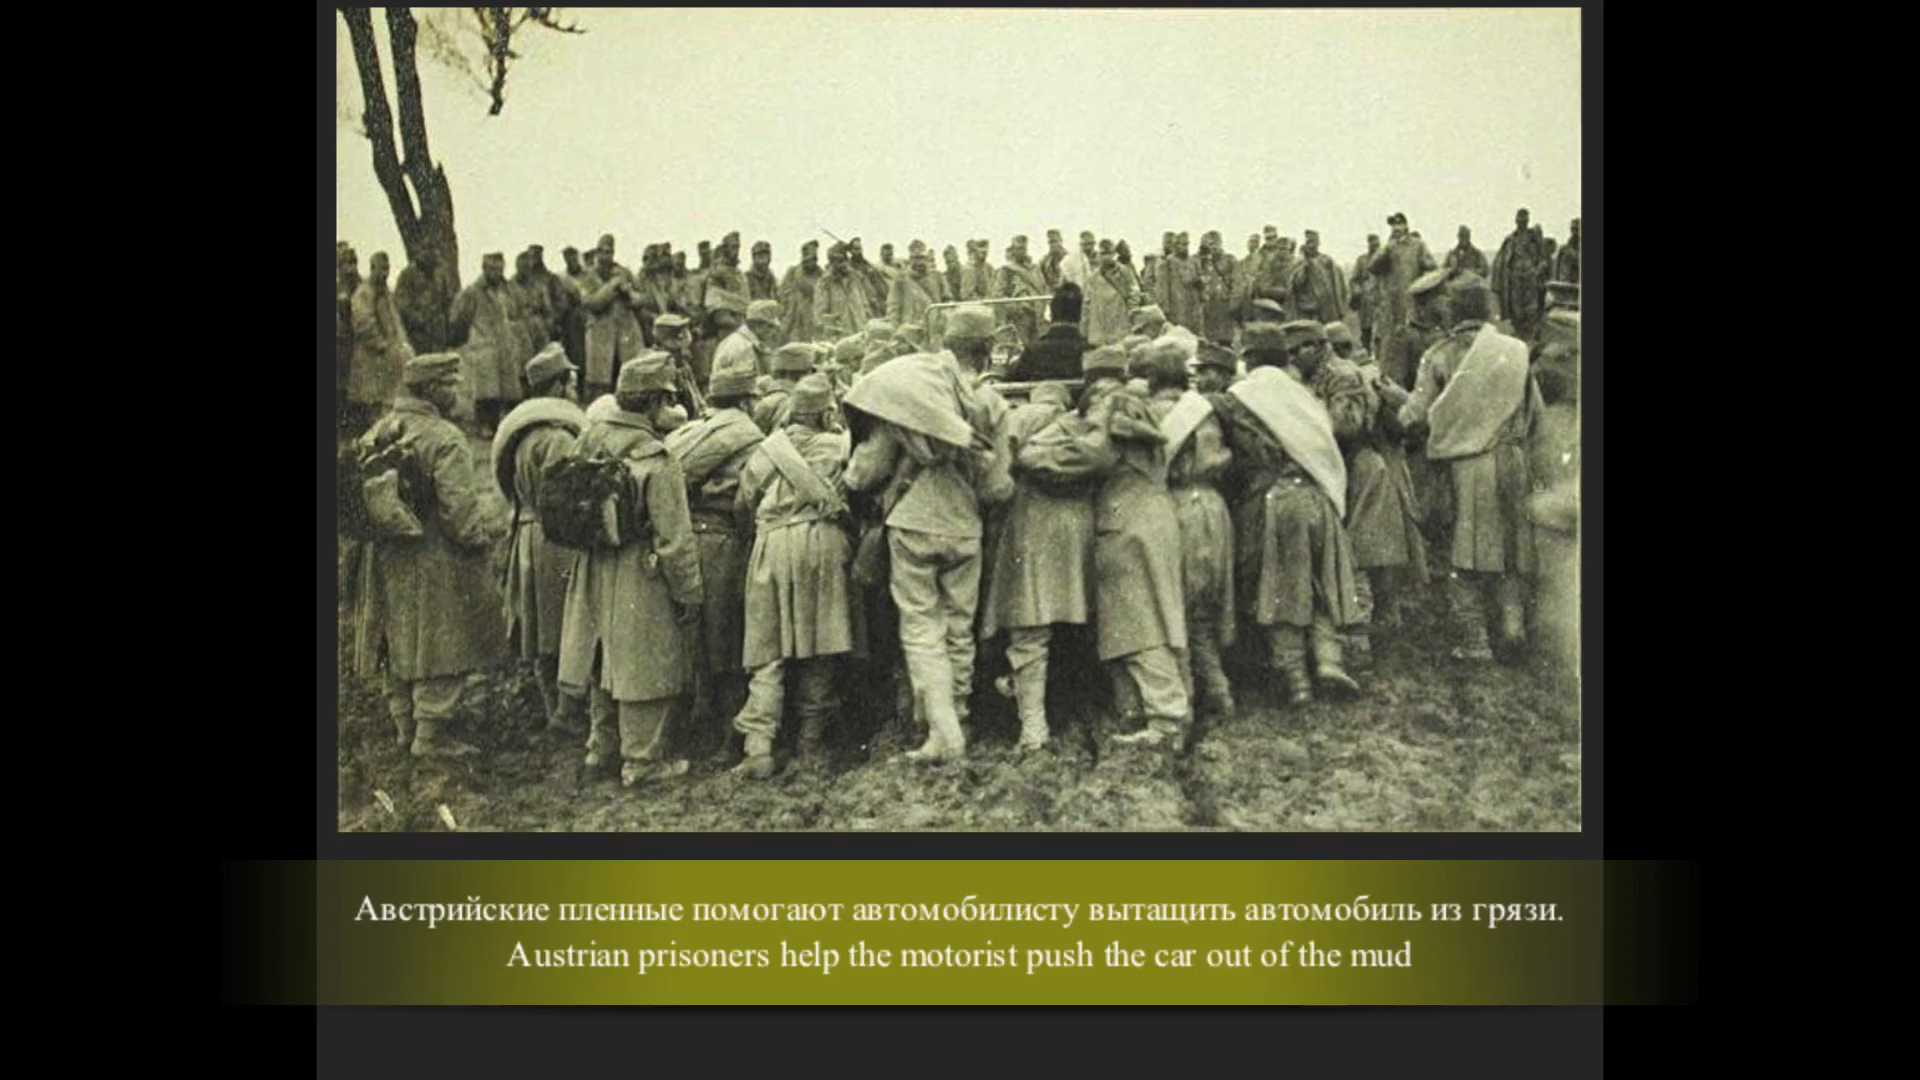 Австрийские пленные помогают автомобилисту вытащить автомобиль из грязи.
Austrian prisoners help the motorist push the car out of the mud